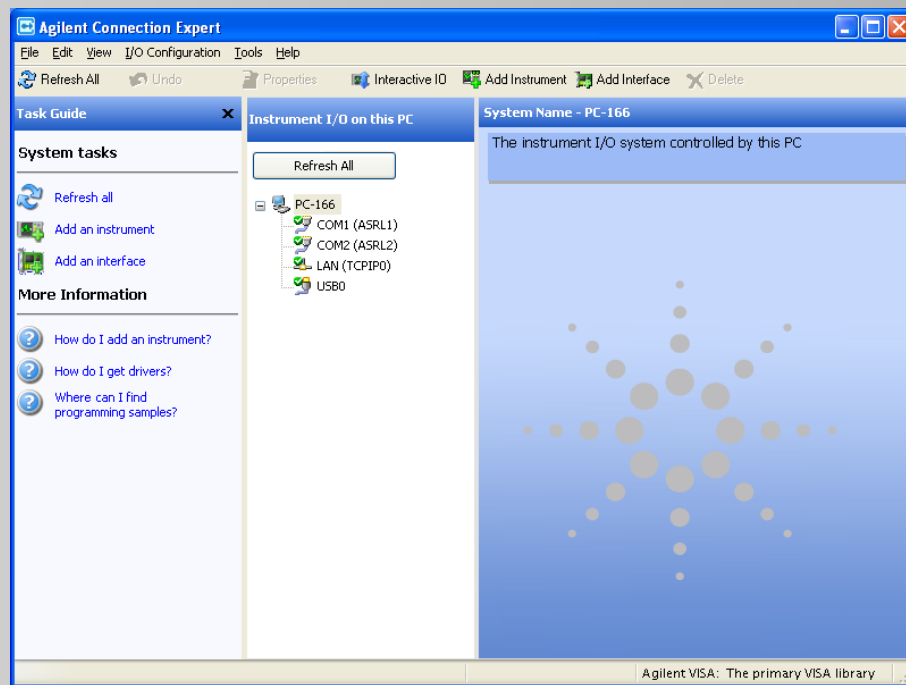 Agilent Connection Expert
File Edit View I/O Configuration Tools Help
Refresh All Undo Properties Interactive IO Add Instrument Add Interface Delete
Task Guide
System tasks
Refresh all
Add an instrument
Add an interface
More Information
How do I add an instrument?
How do I get drivers?
Where can I find
programming samples?
Instrument I/O on this PC
Refresh All
PC-166
COM1 (ASRL1)
COM2 (ASRL2)
LAN (TCPIP0)
USB0
System Name - PC-166
The instrument I/O system controlled by this PC
Agilent VISA: The primary VISA library